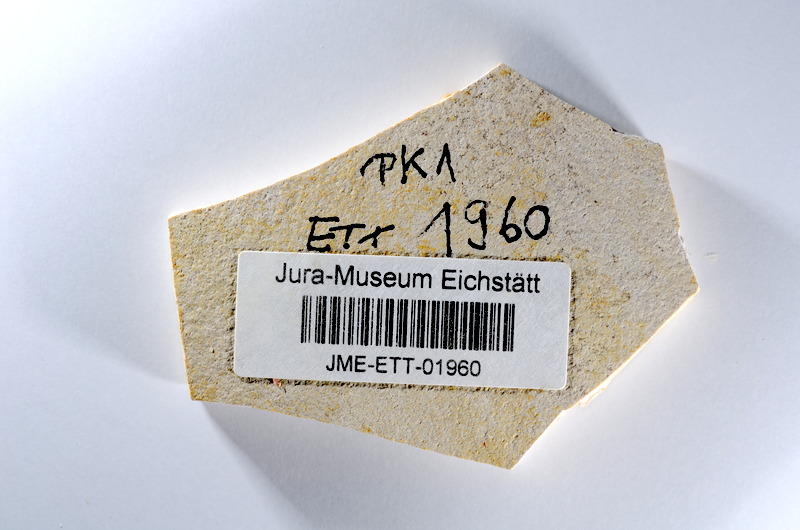 PK1
ETT 1960
Jura-Museum Eichstätt
JME-ETT-01960